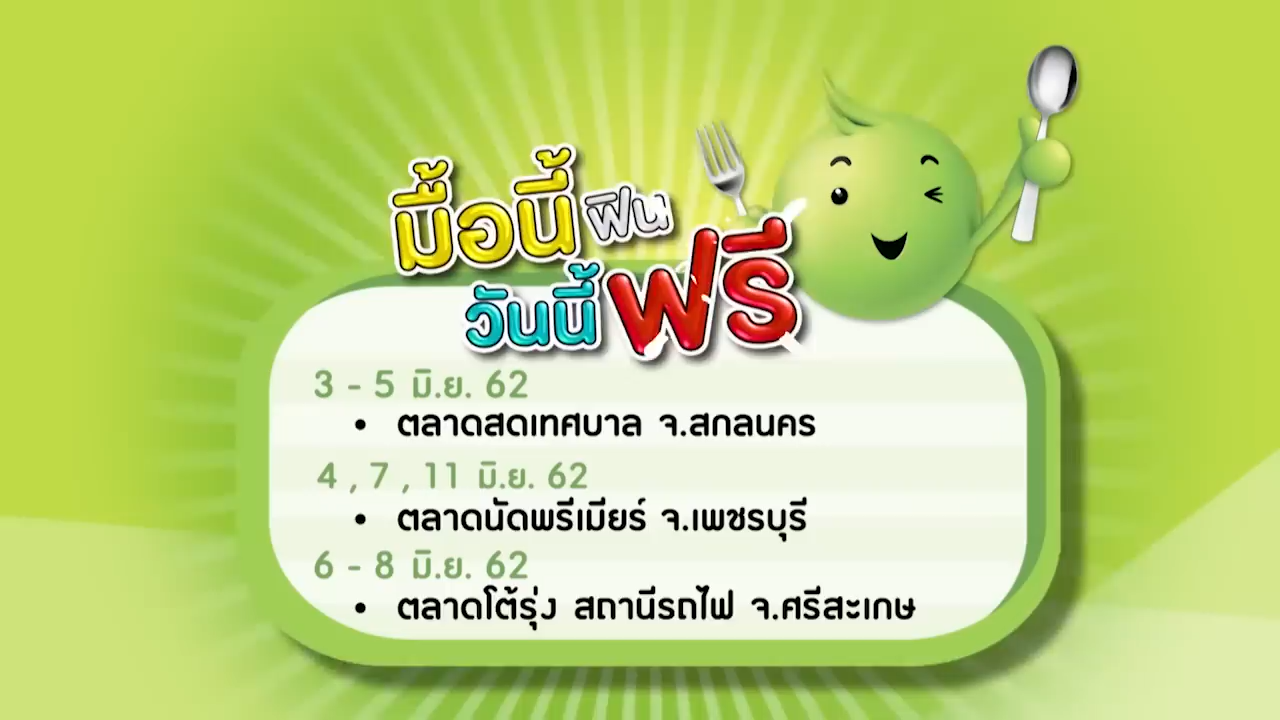 มื้อนี้ ฟิน
วันนี้ ฟรี
3 - 5 มิ.ย. 62
• ตลาดสดเทศบาล จ.สกลนคร
4 , 7 , 11 มิ.ย. 62
• ตลาดนัดพรีเมียร์ จ.เพชรบุรี
6 - 8 มิ.ย. 62
• ตลาดโต้รุ่ง สถานีรถไฟ จ.ศรีสะเกษ